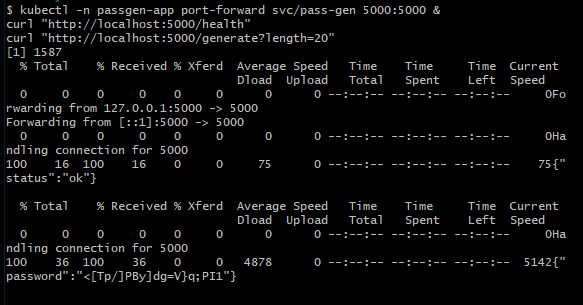 $ kubectl -n passgen-app port-forward svc/pass-gen 5000:5000 &
curl "http://localhost:5000/health"
curl "http://localhost:5000/generate?length=20"
[1] 1587
  % Total    % Received % Xferd  Average Speed   Time    Time     Time  Current
                                 Dload  Upload   Total   Spent    Left  Speed
  0     0    0     0    0     0      0      0 --:--:-- --:--:-- --:--:--     0Fo
rwarding from 127.0.0.1:5000 -> 5000
Forwarding from [::1]:5000 -> 5000
  0     0    0     0    0     0      0      0 --:--:-- --:--:-- --:--:--     0Ha
ndling connection for 5000
100    16  100    16    0     0     75      0 --:--:-- --:--:-- --:--:--    75{"
status":"ok"}
  % Total    % Received % Xferd  Average Speed   Time    Time     Time  Current
                                 Dload  Upload   Total   Spent    Left  Speed
  0     0    0     0    0     0      0      0 --:--:-- --:--:-- --:--:--     0Ha
ndling connection for 5000
100    36  100    36    0     0   4878      0 --:--:-- --:--:-- --:--:--  5142{"
password":"<[Tp/]PBy]dg=V}q;PI1"}